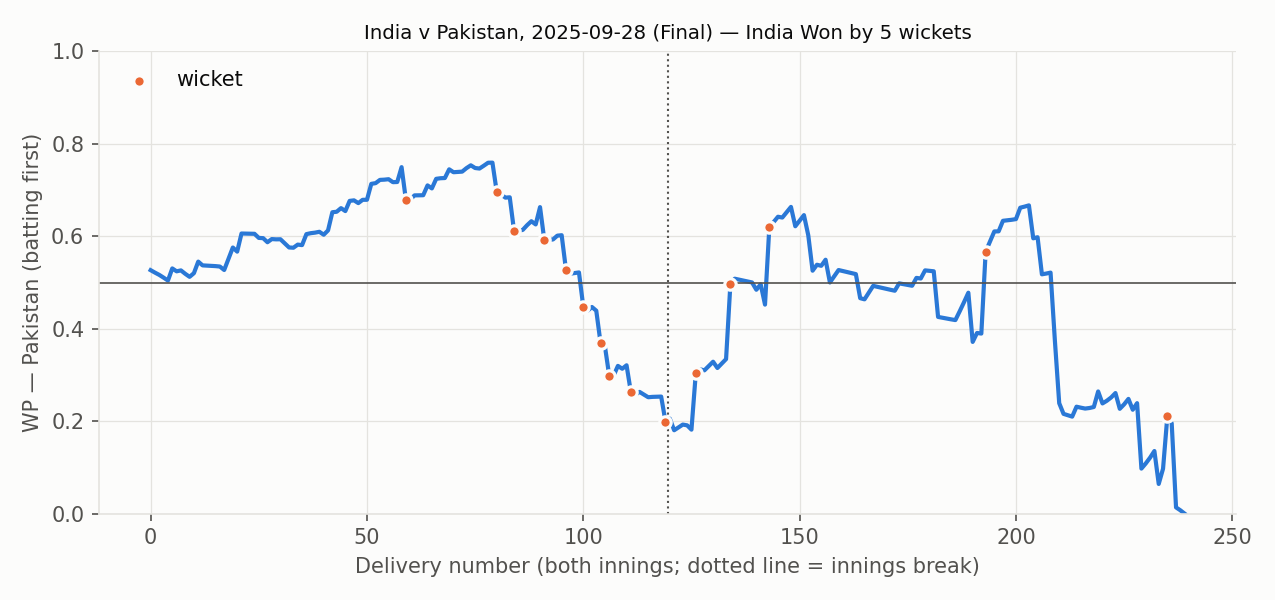 India v Pakistan, 2025-09-28 (Final) — India Won by 5 wickets
wicket
WP — Pakistan (batting first)
1.0
0.8
0.6
0.4
0.2
0.0
0 50 100 150 200 250
Delivery number (both innings; dotted line = innings break)